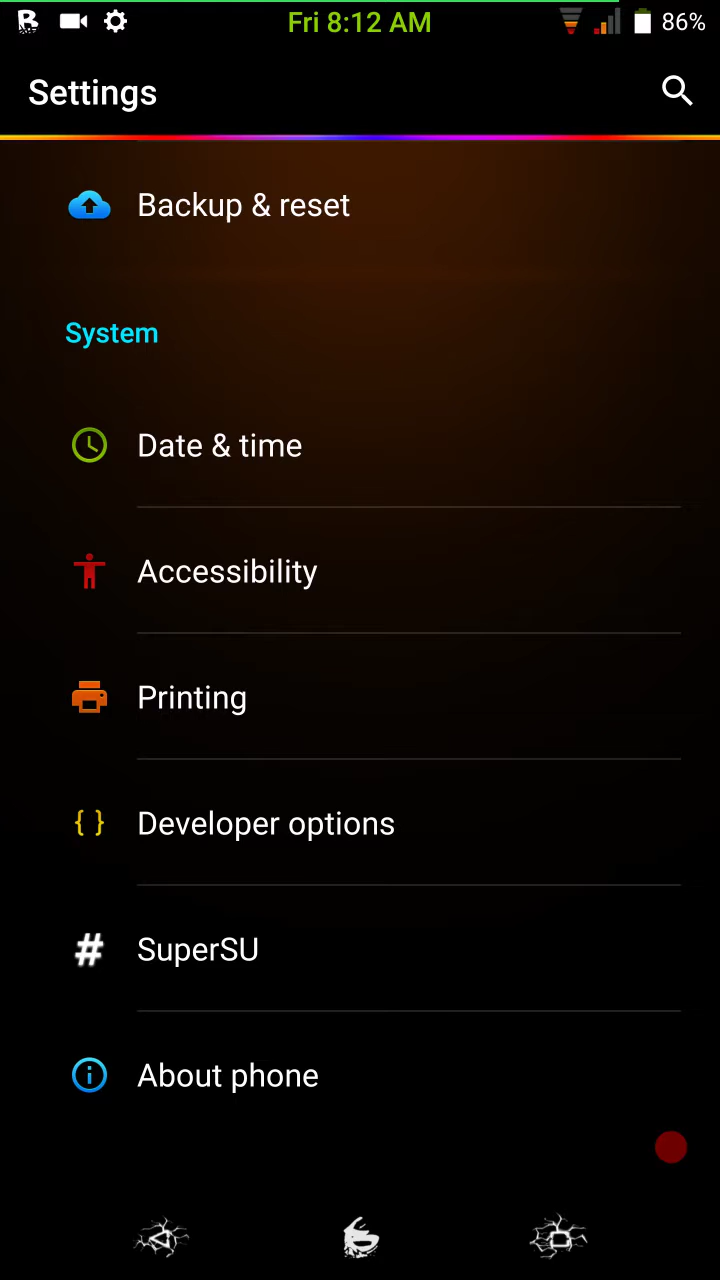 Fri 8:12 AM
86%
Settings
Backup & reset
System
Date & time
Accessibility
Printing
{ } Developer options
# SuperSU
About phone